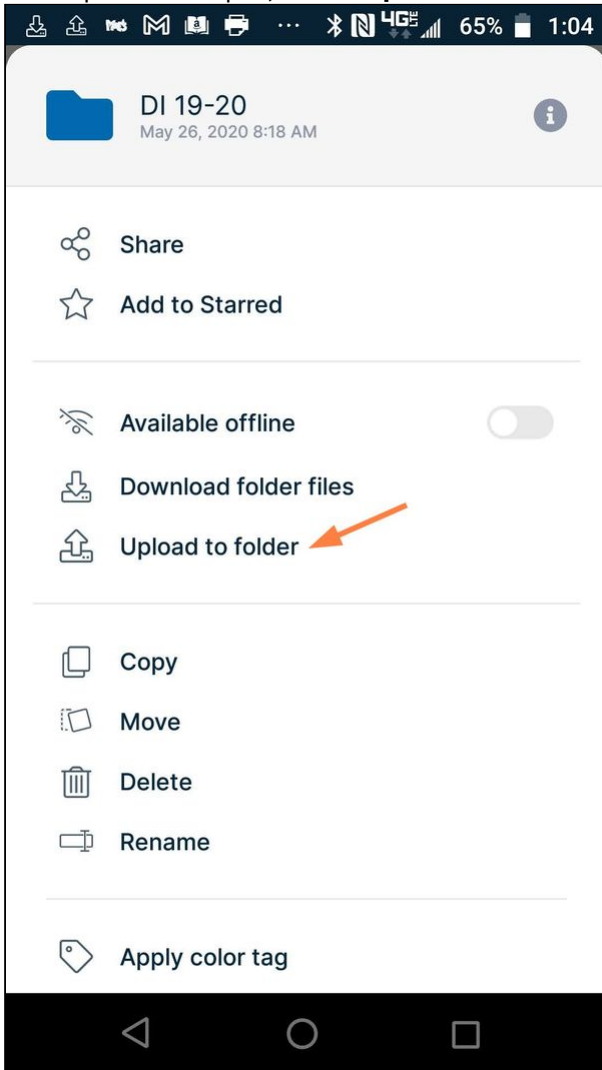 4G LTE 65% 1:04
DI 19-20
May 26, 2020 8:18 AM
Share
Add to Starred
Available offline
Download folder files
Upload to folder
Copy
Move
Delete
Rename
Apply color tag